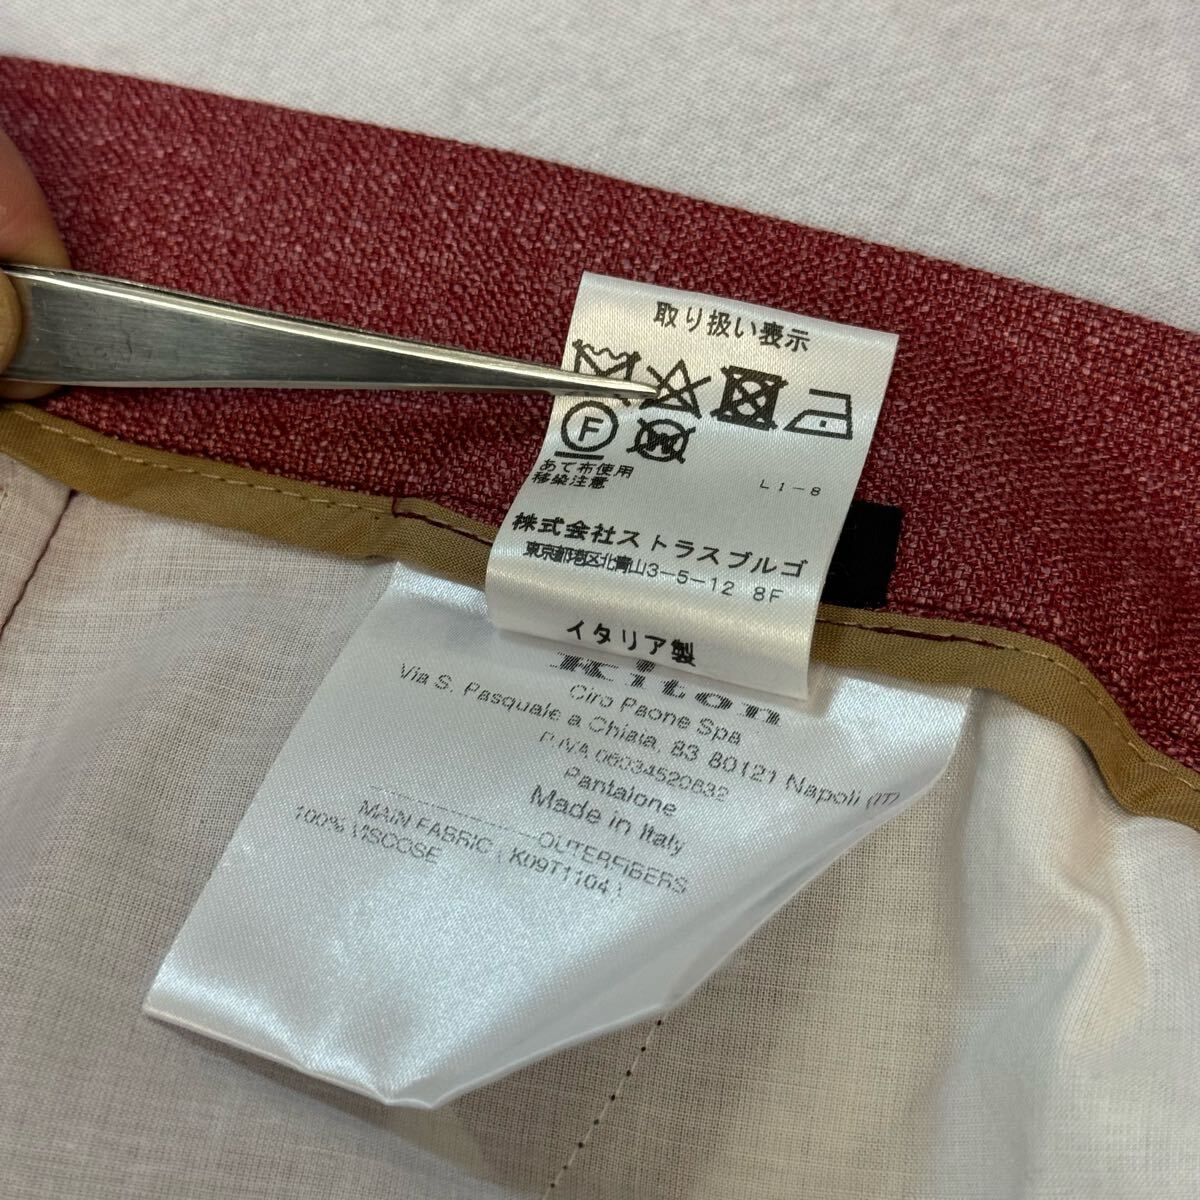 取り扱い表示
F
W
あて布使用
移染注意
L1-8
株式会社ストラスブルゴ
東京都港区北青山3-5-12 8F
イタリア製
Kiton
Ciro Paone Spa
Via S. Pasquale a Chiaia, 83 80121 Napoli (IT)
P.IVA 06034520632
Pantalone
Made in Italy
OUTERFIBERS
MAIN FABRIC ( K09T1104 )
100% VISCOSE